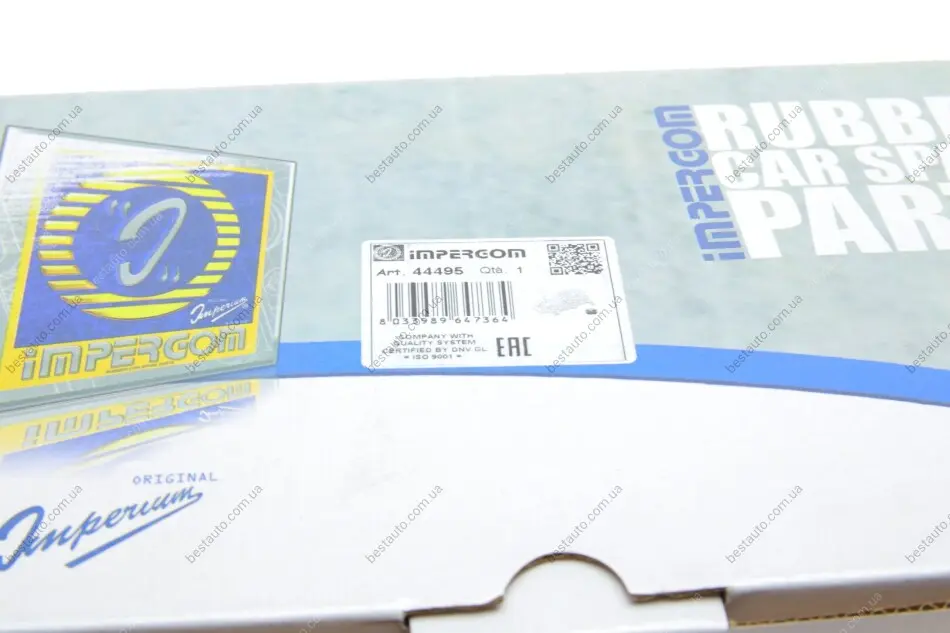 IMPERGOM
RUBBE
CAR SP
PAR
Imperium
IMPERGOM
IMPERGOM
Art. 44495 Qtà. 1
8 033989 647364
COMPANY WITH
QUALITY SYSTEM
CERTIFIED BY DNV GL
= ISO 9001 =
EAC
ORIGINAL
Imperium
bestauto.com.ua